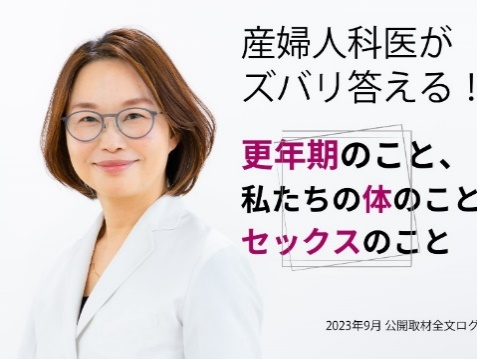 産婦人科医が
ズバリ答える！
更年期のこと、
私たちの体のこと
セックスのこと
2023年9月 公開取材全文ログ